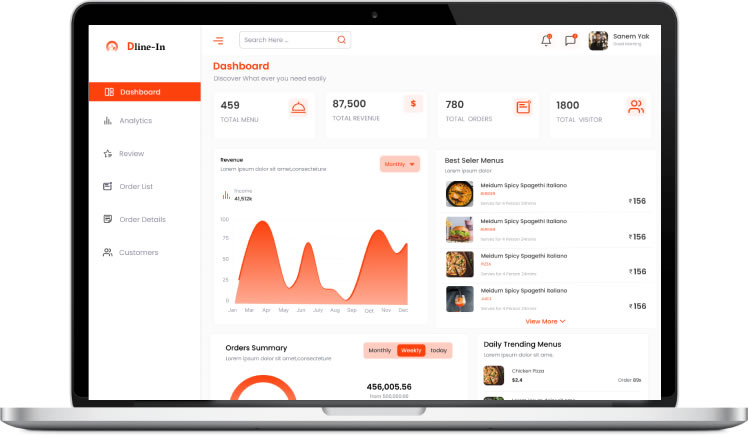 Dline-In
Search Here ...
Sanem Yak
Good Morning
Dashboard
Analytics
Review
Order List
Order Details
Customers
Dashboard
Discover What ever you need esaily
459
TOTAL MENU
87,500
TOTAL REVENUE
780
TOTAL ORDERS
1800
TOTAL VISITOR
Revenue
Lorem ipsum dolor sit amet,consecteture
Monthly
Income
41,512k
100
75
50
25
0
Jan Mar Apr May Jun July Aug Sep Oct Nov Dec
Best Seler Menus
Lorem ipsum dolor
Meidum Spicy Spagethi Italiano
Serves for 4 Person 24mins
₹ 156
Meidum Spicy Spagethi Italiano
BURGER
Serves for 4 Person 24mins
₹ 156
Meidum Spicy Spagethi Italiano
PIZZA
Serves for 4 Person 24mins
₹ 156
Meidum Spicy Spagethi Italiano
JUICE
Serves for 4 Person 24mins
₹ 156
View More
Orders Summary
Lorem ipsum dolor sit amet,consecteture
Monthly Weekly today
456,005.56
from 500,000.00
Daily Trending Menus
Lorem ipsum dolor sit ame.
Chicken Pizza
$2.4
Order 89x